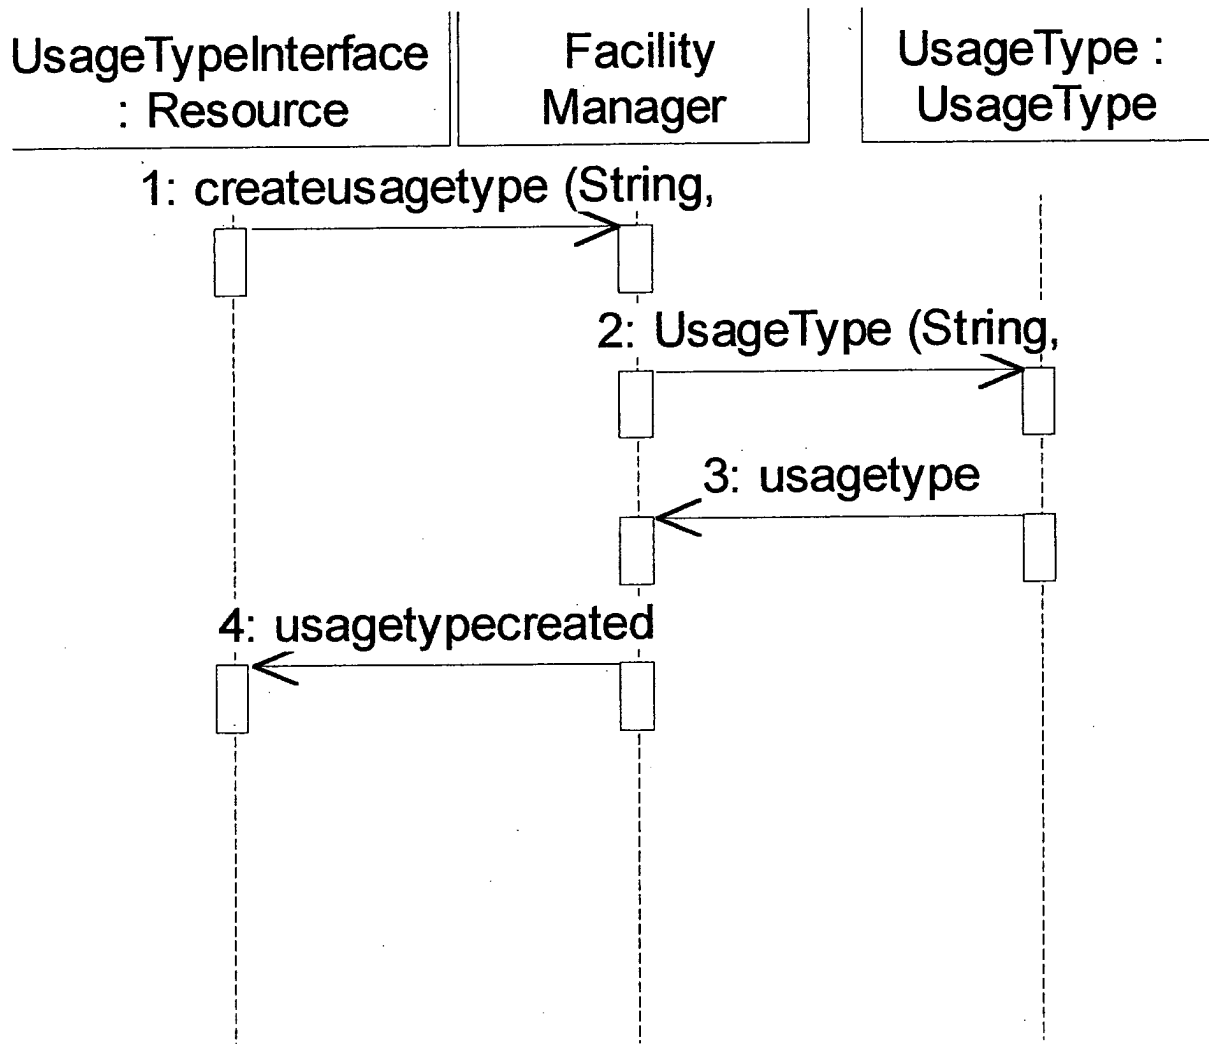 UsageTypeInterface
: Resource
Facility
Manager
UsageType :
UsageType
1: createusagetype (String,
2: UsageType (String,
3: usagetype
4: usagetypecreated